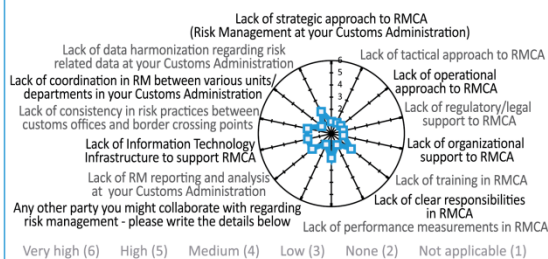 Lack of strategic approach to RMCA
(Risk Management at your Customs Administration)
Lack of data harmonization regarding risk
related data at your Customs Administration
Lack of tactical approach to RMCA
Lack of coordination in RM between various units/
departments in your Customs Administration
Lack of operational
approach to RMCA
Lack of consistency in risk practices between
customs offices and border crossing points
Lack of regulatory/legal
support to RMCA
Lack of Information Technology
Infrastructure to support RMCA
Lack of organizational
support to RMCA
Lack of RM reporting and analysis
at your Customs Administration
Lack of training in RMCA
Any other party you might collaborate with regarding
risk management - please write the details below
Lack of clear responsibilities
in RMCA
Lack of performance measurements in RMCA
6
5
4
3
2
Very high (6) High (5) Medium (4) Low (3) None (2) Not applicable (1)